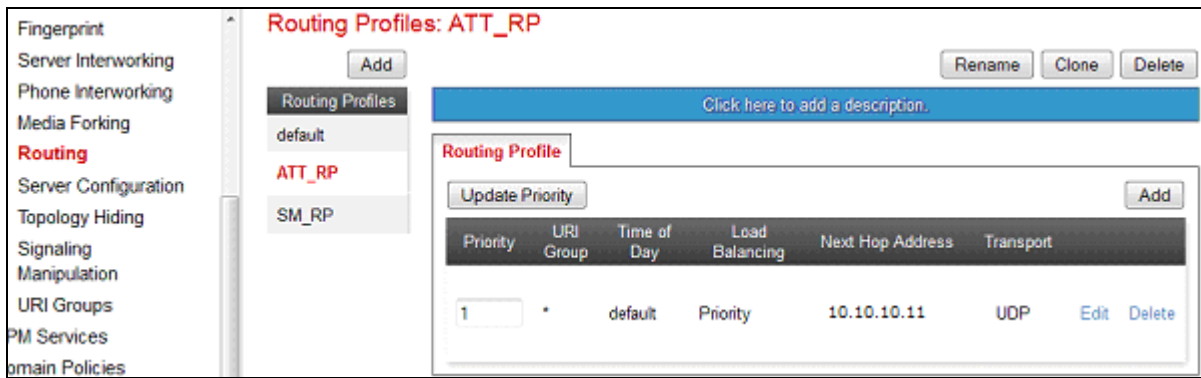 Fingerprint
Server Interworking
Phone Interworking
Media Forking
Routing
Server Configuration
Topology Hiding
Signaling
Manipulation
URI Groups
PM Services
omain Policies
Routing Profiles: ATT_RP
Add
Rename Clone Delete
Routing Profiles
default
ATT_RP
SM_RP
Click here to add a description.
Routing Profile
Update Priority Add
Priority URI Group Time of Day Load Balancing Next Hop Address Transport
1 * default Priority 10.10.10.11 UDP Edit Delete